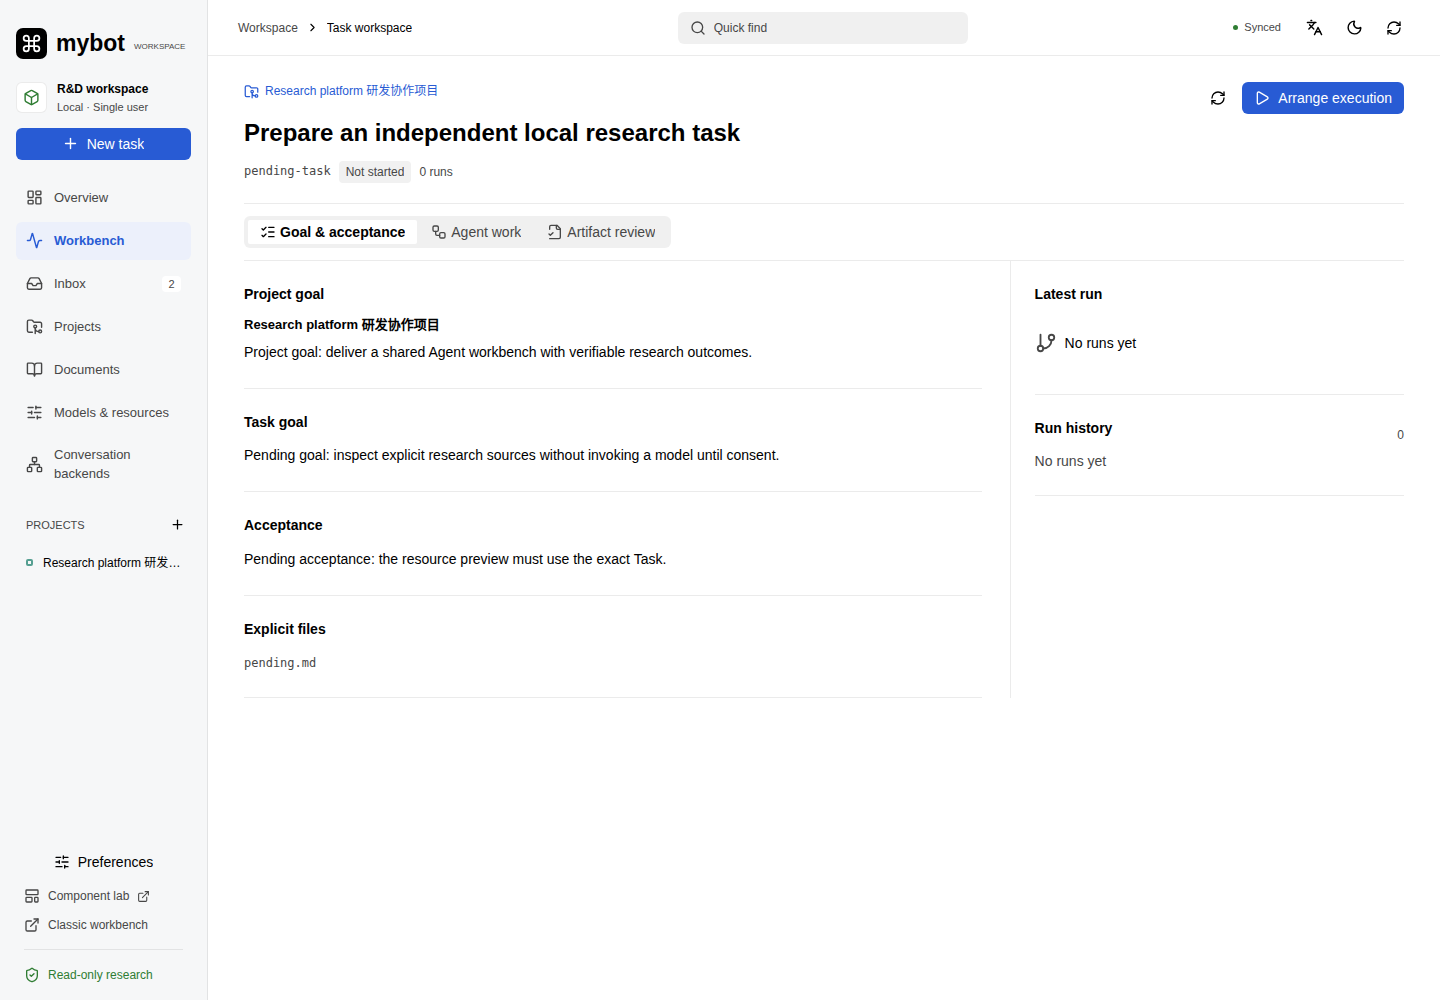 mybot WORKSPACE
R&D workspace
Local · Single user
New task
Overview
Workbench
Inbox 2
Projects
Documents
Models & resources
Conversation
backends
PROJECTS
Research platform 研发…
Preferences
Component lab
Classic workbench
Read-only research
Workspace > Task workspace
Quick find
Synced
Research platform 研发协作项目
Arrange execution
Prepare an independent local research task
pending-task Not started 0 runs
Goal & acceptance Agent work Artifact review
Project goal
Research platform 研发协作项目
Project goal: deliver a shared Agent workbench with verifiable research outcomes.
Task goal
Pending goal: inspect explicit research sources without invoking a model until consent.
Acceptance
Pending acceptance: the resource preview must use the exact Task.
Explicit files
pending.md
Latest run
No runs yet
Run history 0
No runs yet